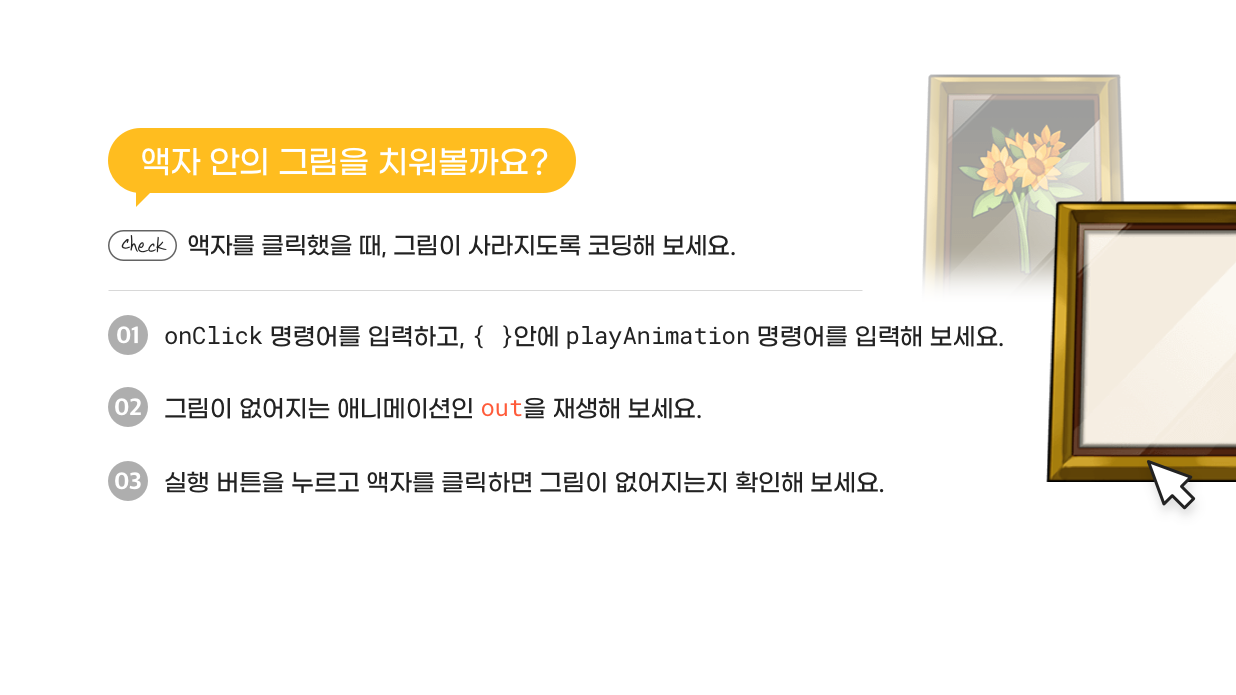 액자 안의 그림을 치워볼까요?
check 액자를 클릭했을 때, 그림이 사라지도록 코딩해 보세요.
01 onClick 명령어를 입력하고, { }안에 playAnimation 명령어를 입력해 보세요.
02 그림이 없어지는 애니메이션인 out을 재생해 보세요.
03 실행 버튼을 누르고 액자를 클릭하면 그림이 없어지는지 확인해 보세요.